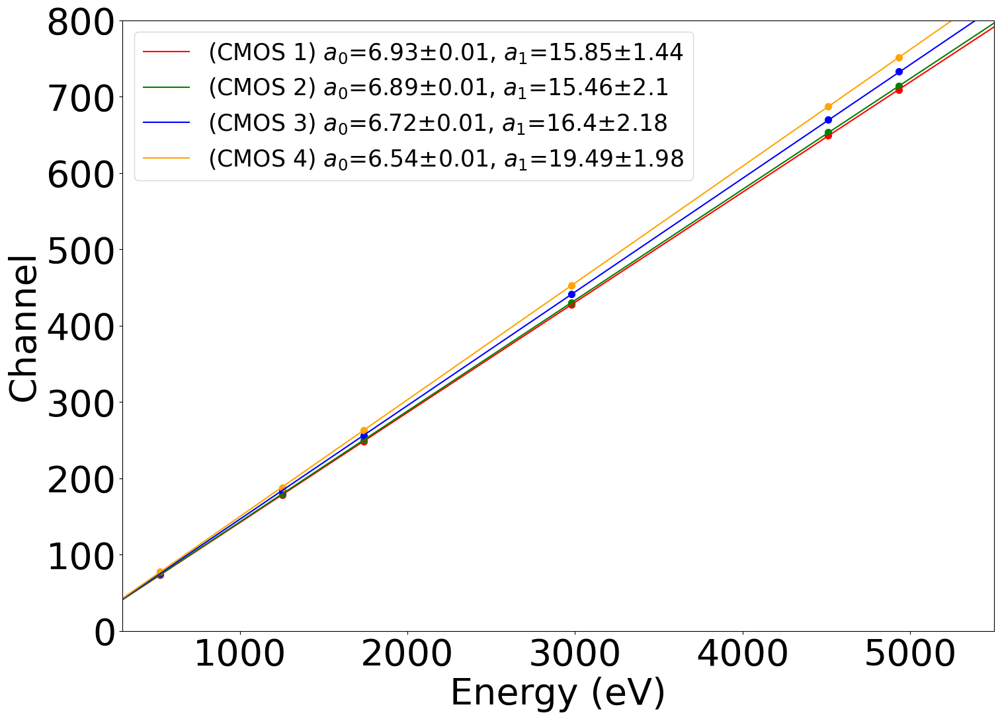 800
700
600
500
400
300
200
100
0
Channel
(CMOS 1) a₀=6.93±0.01, a₁=15.85±1.44
(CMOS 2) a₀=6.89±0.01, a₁=15.46±2.1
(CMOS 3) a₀=6.72±0.01, a₁=16.4±2.18
(CMOS 4) a₀=6.54±0.01, a₁=19.49±1.98
1000 2000 3000 4000 5000
Energy (eV)